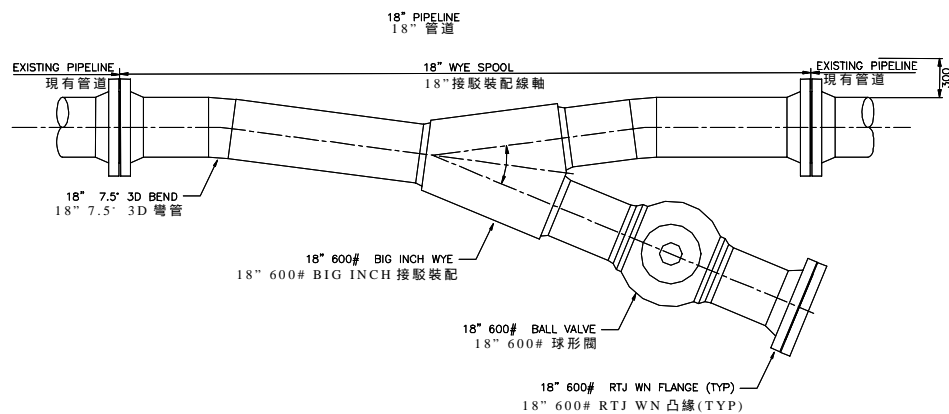 18" PIPELINE
18" 管道
EXISTING PIPELINE
現有管道
18" WYE SPOOL
18"接駁裝配線軸
EXISTING PIPELINE
現有管道
300
18" 7.5° 3D BEND
18" 7.5° 3D 彎管
18" 600# BIG INCH WYE
18" 600# BIG INCH 接駁裝配
18" 600# BALL VALVE
18" 600# 球形閥
18" 600# RTJ WN FLANGE (TYP)
18" 600# RTJ WN 凸緣(TYP)